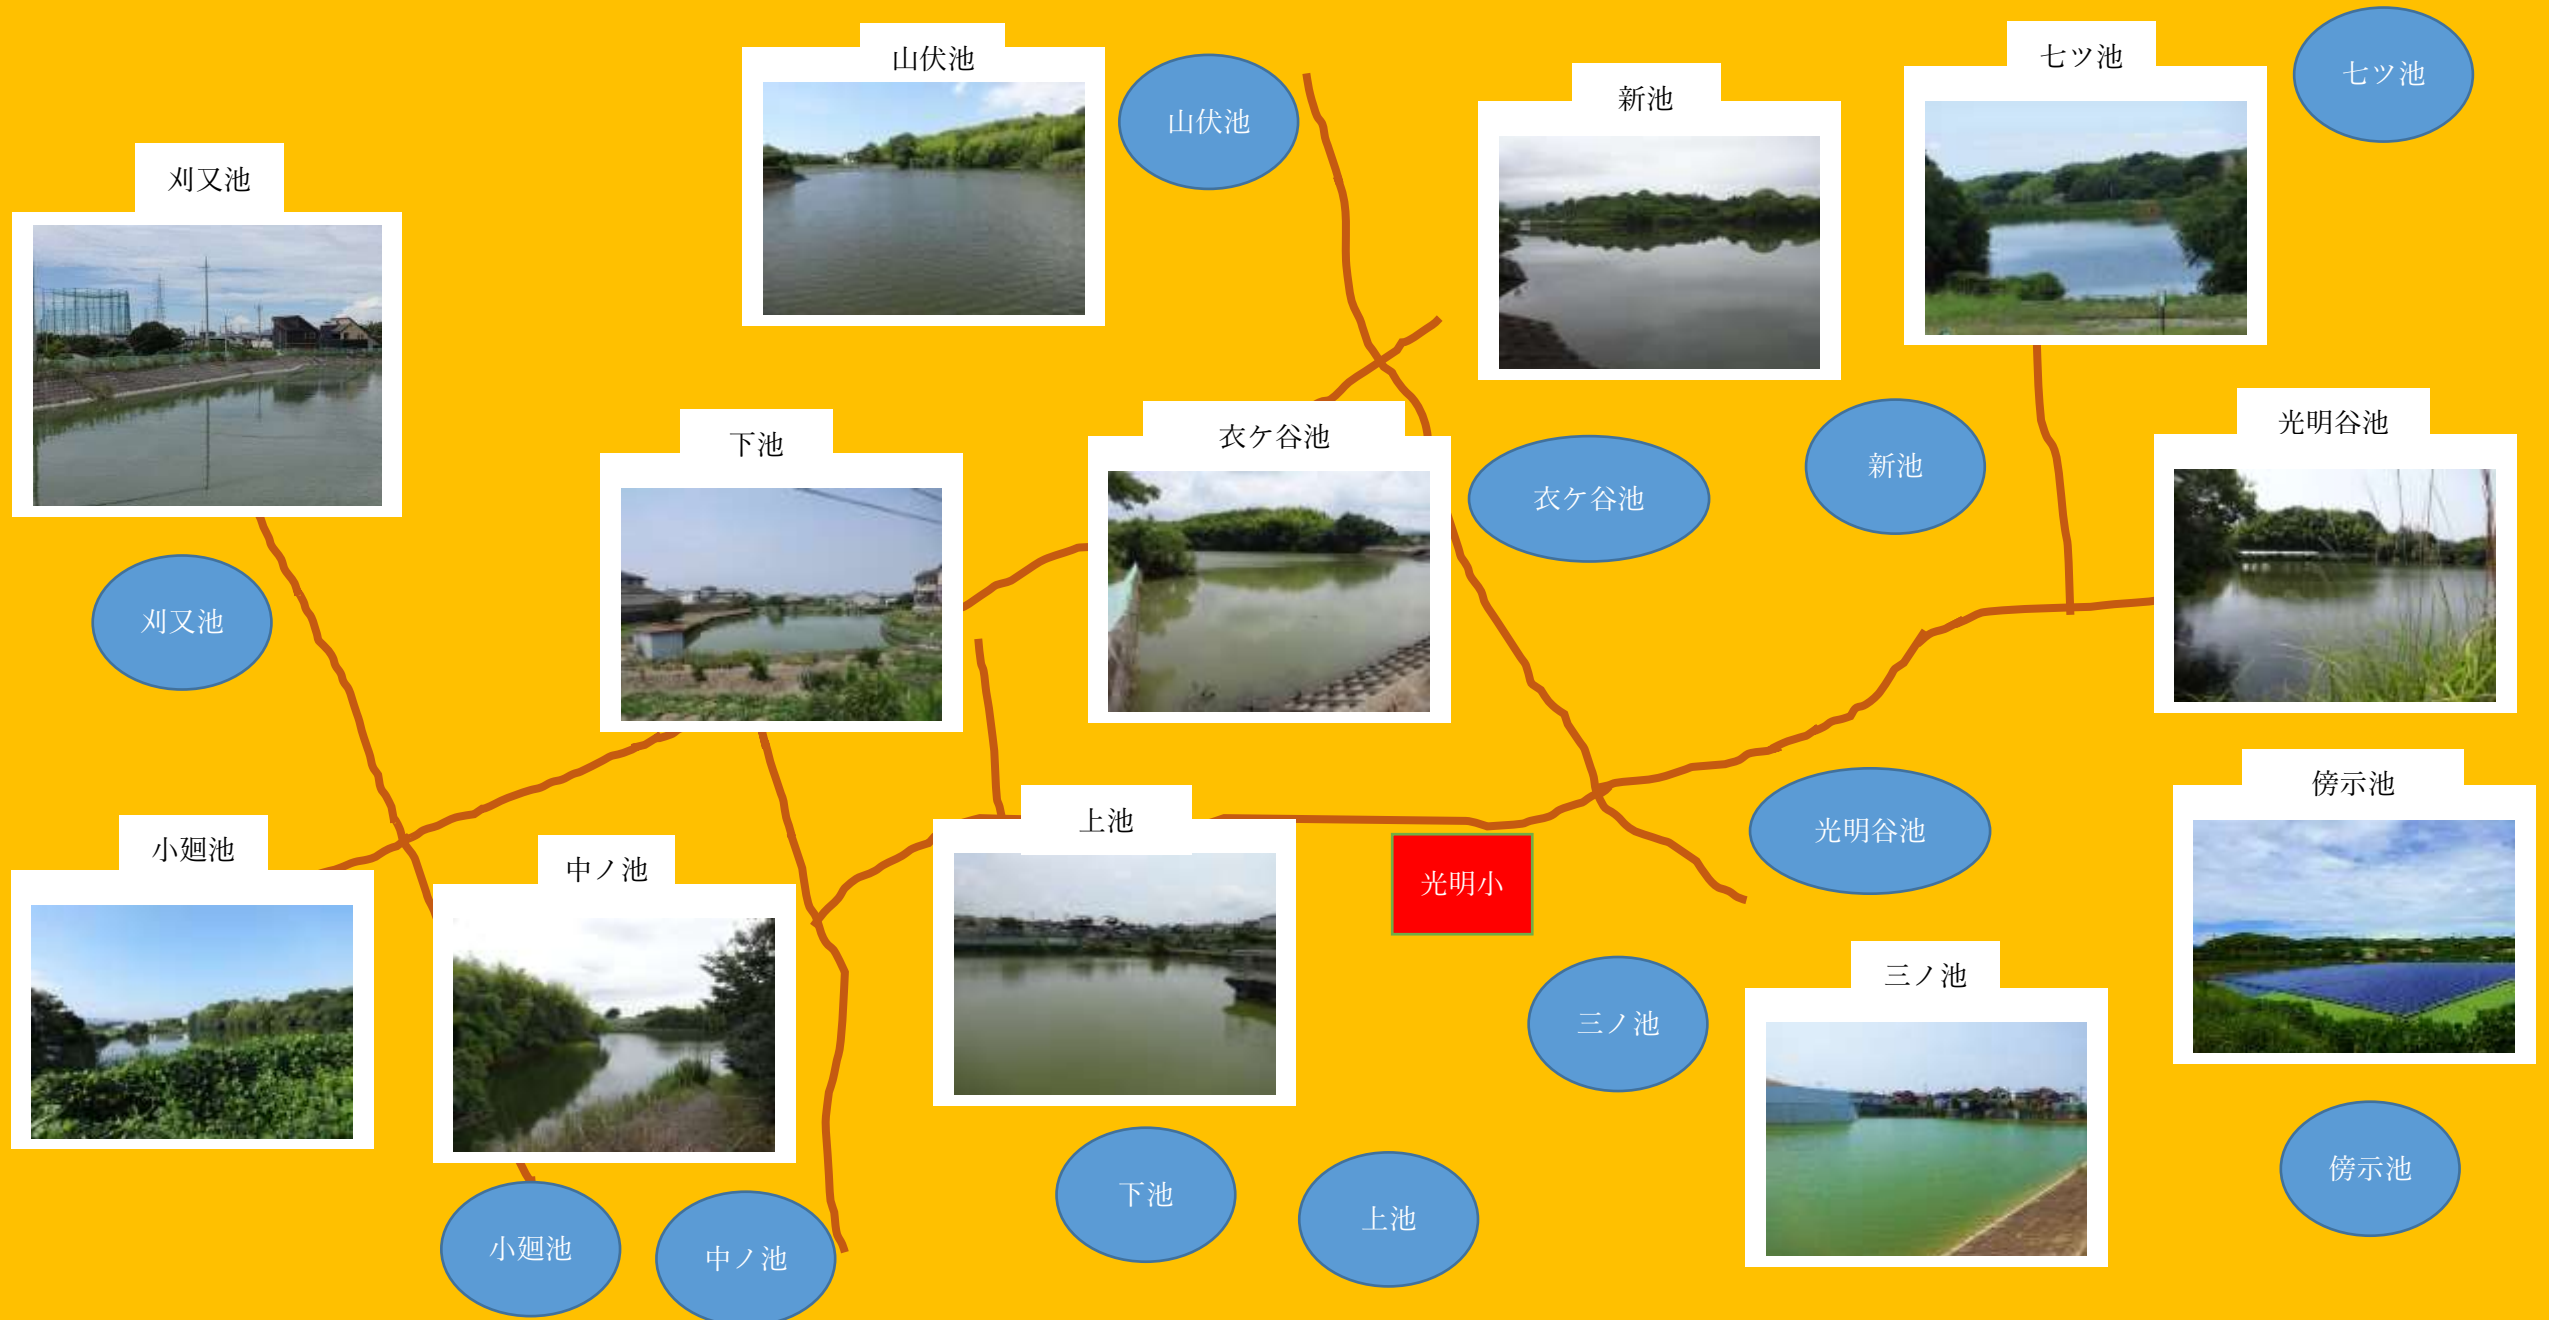 山伏池
山伏池
七ツ池
七ツ池
新池
刈又池
下池
衣ケ谷池
衣ケ谷池
新池
光明谷池
刈又池
傍示池
上池
光明谷池
小廻池
中ノ池
光明小
三ノ池
三ノ池
下池
上池
傍示池
小廻池
中ノ池